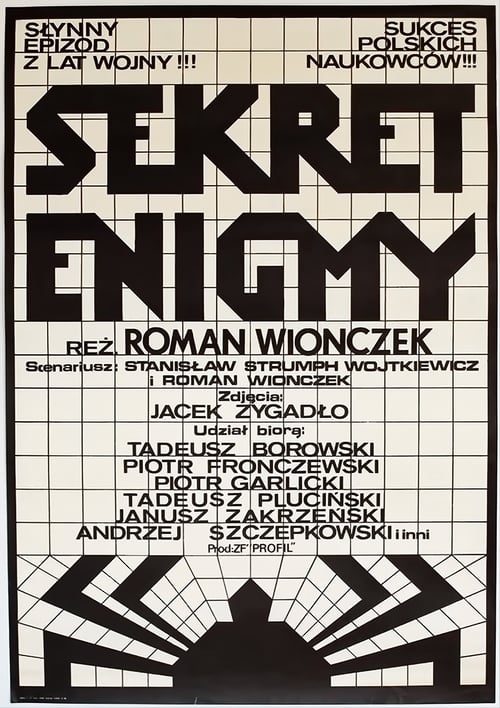 SŁYNNY
EPIZOD
Z LAT WOJNY!!!
SUKCES
POLSKICH
NAUKOWCÓW!!!
SEKRET
ENIGMY
REŻ. ROMAN WIONCZEK
Scenariusz: STANISŁAW STRUMPH WOJTKIEWICZ
i ROMAN WIONCZEK
Zdjęcia:
JACEK ZYGADŁO
Udział biorą:
TADEUSZ BOROWSKI
PIOTR FRONCZEWSKI
PIOTR GARLICKI
TADEUSZ PLUCIŃSKI
JANUSZ ZAKRZEŃSKI
ANDRZEJ SZCZEPKOWSKI i inni
Prod: ZF "PROFIL"